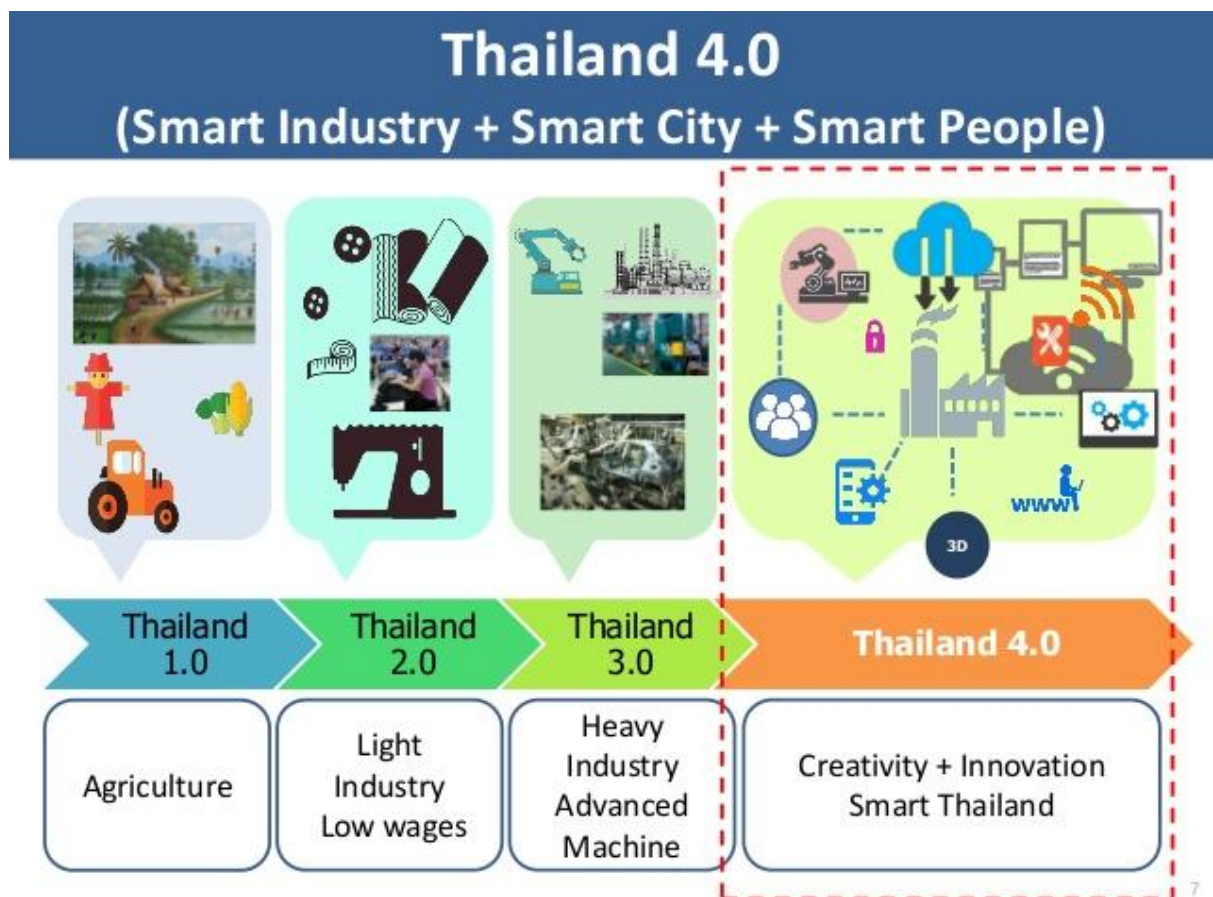 Thailand 4.0
(Smart Industry + Smart City + Smart People)
www
3D
Thailand
1.0
Thailand
2.0
Thailand
3.0
Thailand 4.0
Agriculture
Light
Industry
Low wages
Heavy
Industry
Advanced
Machine
Creativity + Innovation
Smart Thailand
7